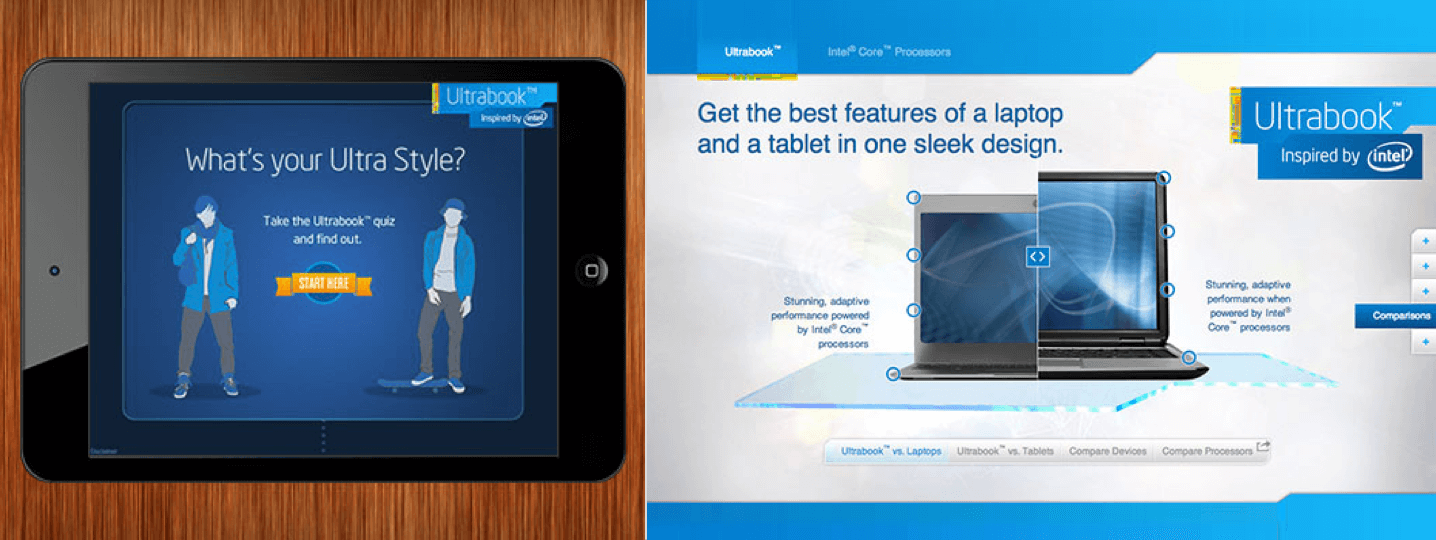 Ultrabook™
Inspired by intel
What's your Ultra Style?
Take the Ultrabook™ quiz
and find out.
START HERE
Disclaimer
Ultrabook™
Intel® Core™ Processors
Get the best features of a laptop
and a tablet in one sleek design.
Ultrabook™
Inspired by intel
Stunning, adaptive
performance powered
by Intel® Core™
processors
Stunning, adaptive
performance when
powered by Intel®
Core™ processors
Comparisons
Ultrabook™ vs. Laptops
Ultrabook™ vs. Tablets
Compare Devices
Compare Processors